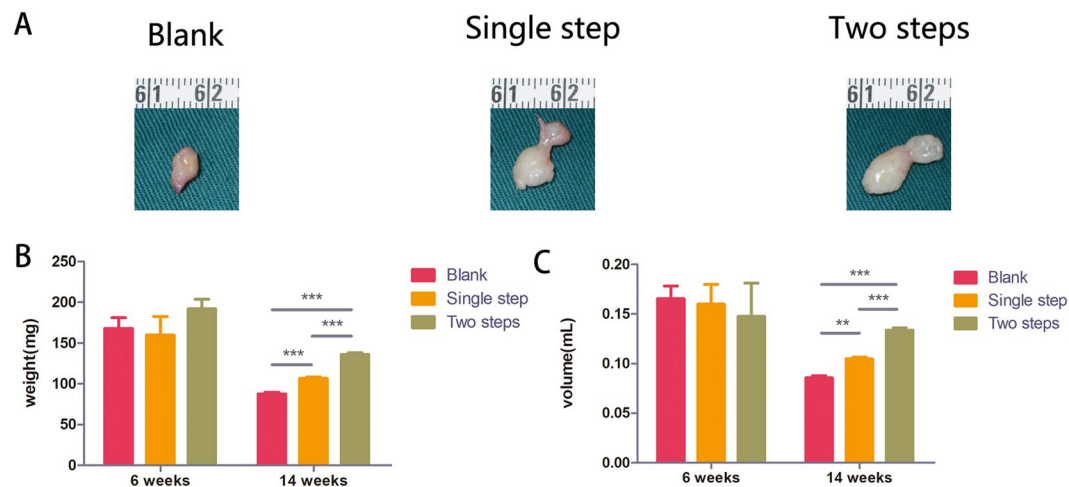 A
Blank
Single step
Two steps
6 1 6 2
6 1 6 2
6 1 6 2
B
250
200
150
100
50
0
weight(mg)
6 weeks
14 weeks
***
***
***
Blank
Single step
Two steps
C
0.20
0.15
0.10
0.05
0.00
volume(mL)
6 weeks
14 weeks
***
***
**
Blank
Single step
Two steps